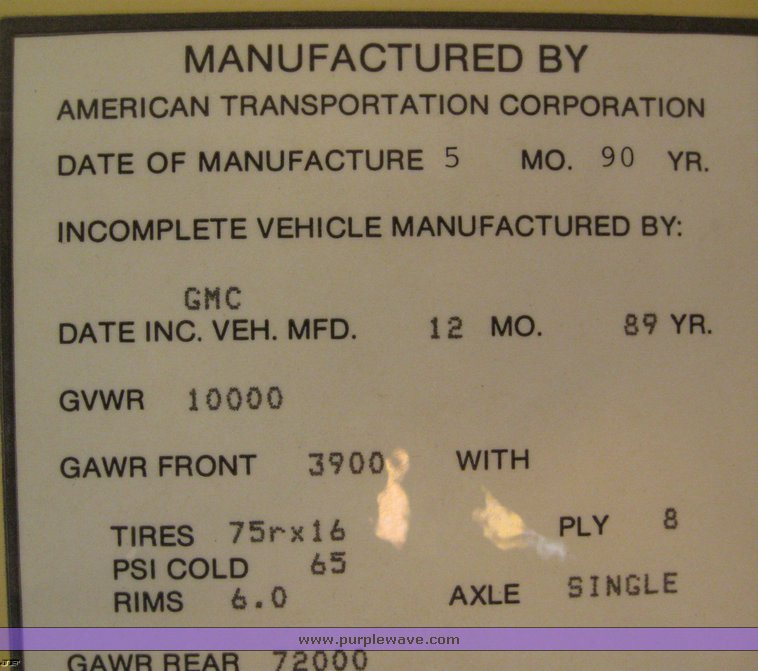 MANUFACTURED BY
AMERICAN TRANSPORTATION CORPORATION
DATE OF MANUFACTURE 5 MO. 90 YR.
INCOMPLETE VEHICLE MANUFACTURED BY:
GMC
DATE INC. VEH. MFD. 12 MO. 89 YR.
GVWR 10000
GAWR FRONT 3900 WITH
TIRES 75rx16 PLY 8
PSI COLD 65
RIMS 6.0 AXLE SINGLE
www.purplewave.com
GAWR REAR 72000